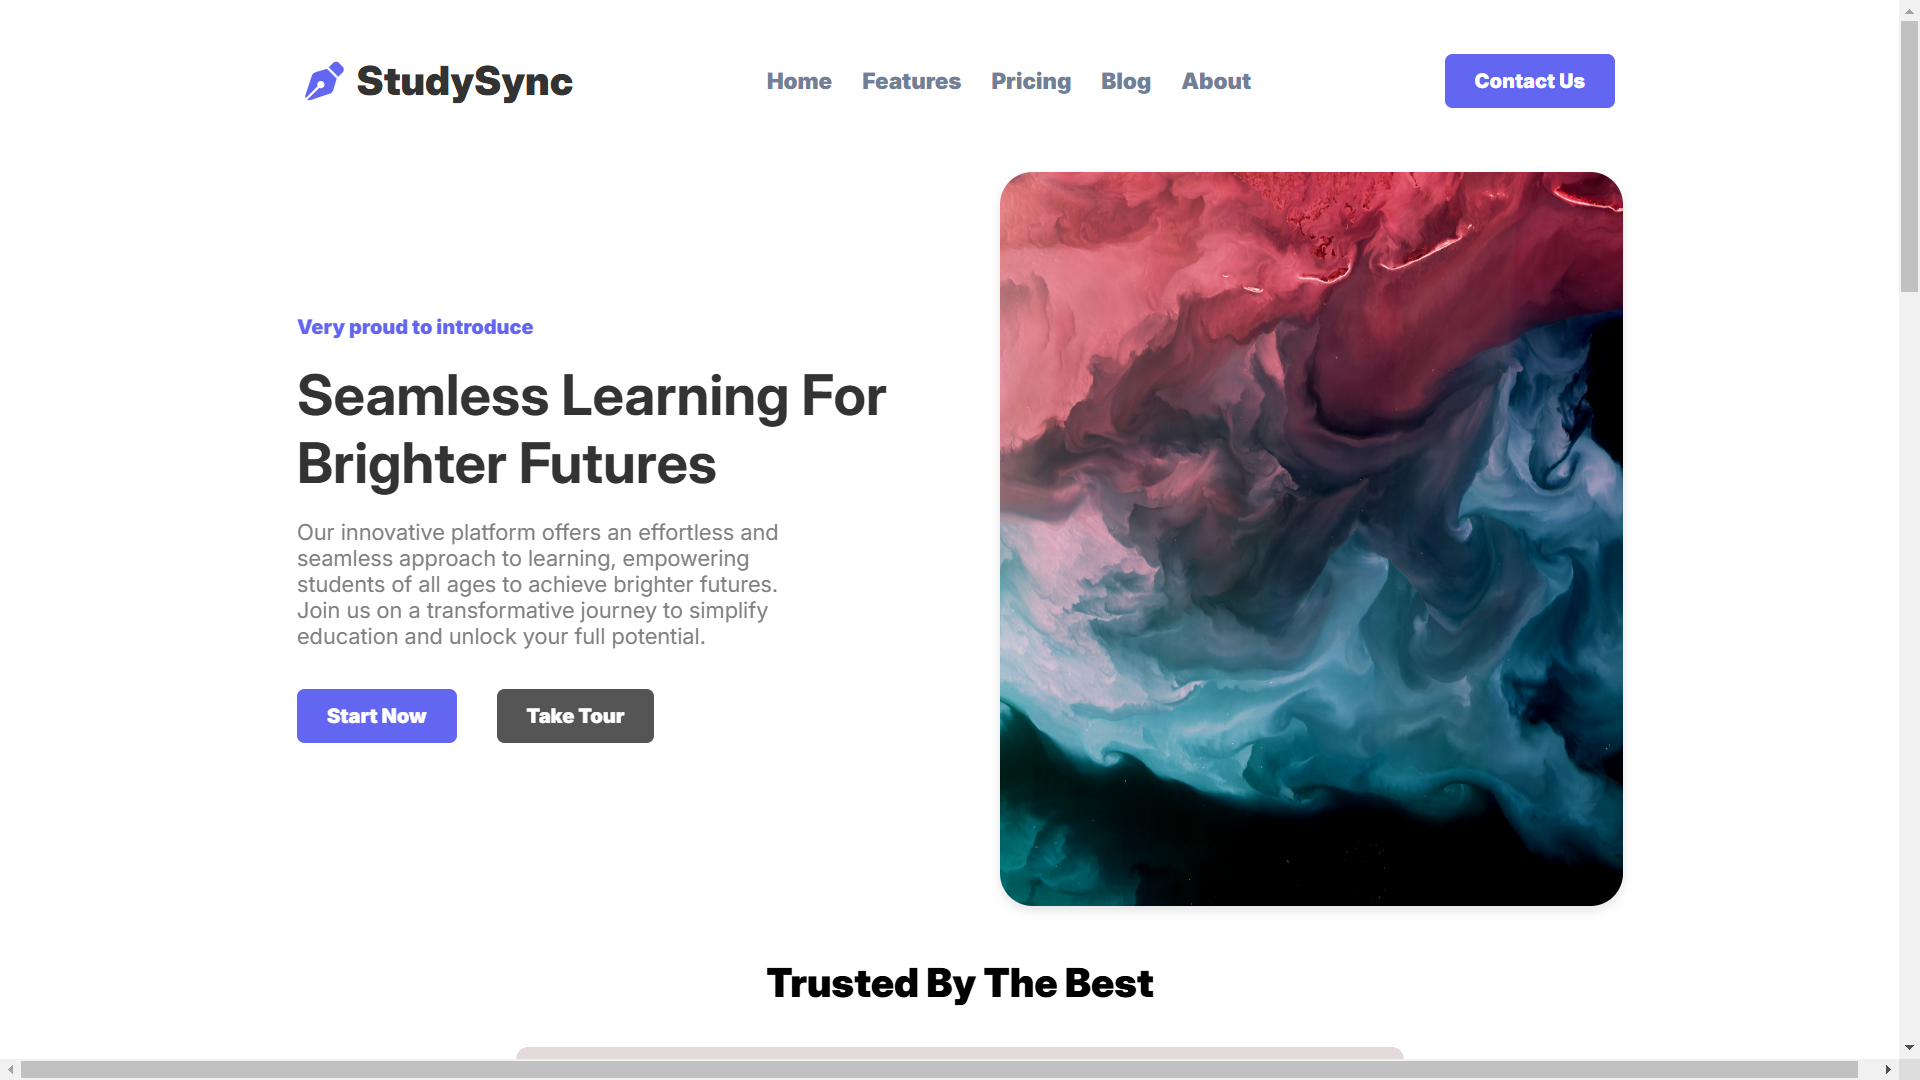 StudySync
Home Features Pricing Blog About
Contact Us
Very proud to introduce
Seamless Learning For
Brighter Futures
Our innovative platform offers an effortless and
seamless approach to learning, empowering
students of all ages to achieve brighter futures.
Join us on a transformative journey to simplify
education and unlock your full potential.
Start Now
Take Tour
Trusted By The Best